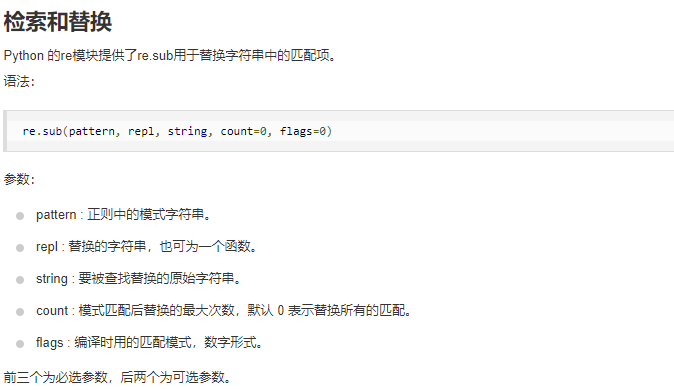 检索和替换
Python 的re模块提供了re.sub用于替换字符串中的匹配项。
语法：
re.sub(pattern, repl, string, count=0, flags=0)
参数：
pattern : 正则中的模式字符串。
repl : 替换的字符串，也可为一个函数。
string : 要被查找替换的原始字符串。
count : 模式匹配后替换的最大次数，默认 0 表示替换所有的匹配。
flags : 编译时用的匹配模式，数字形式。
前三个为必选参数，后两个为可选参数。